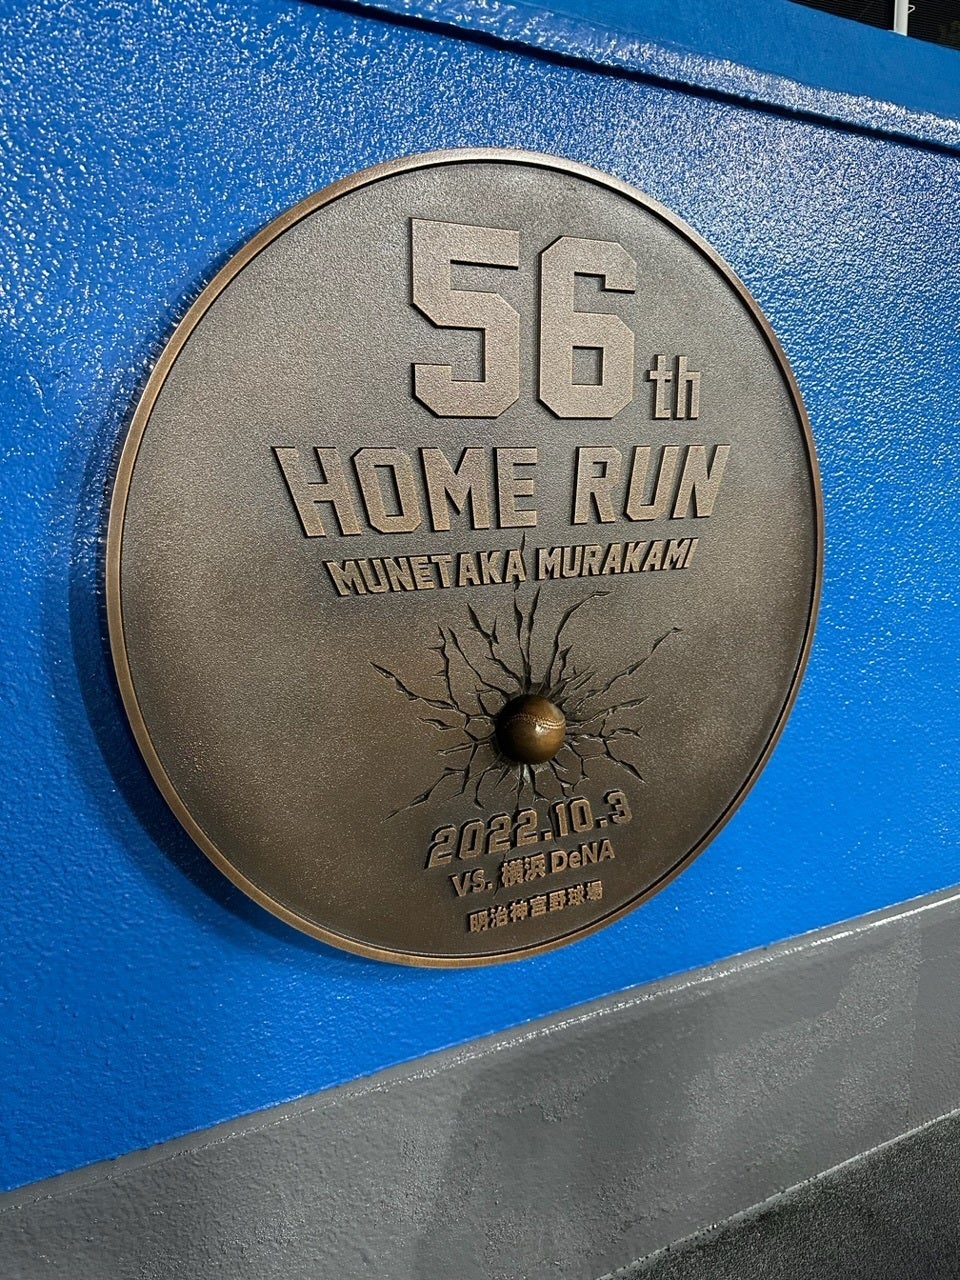 56th
HOME RUN
MUNETAKA MURAKAMI
2022.10.3
VS. 横浜 DeNA
明治神宮野球場